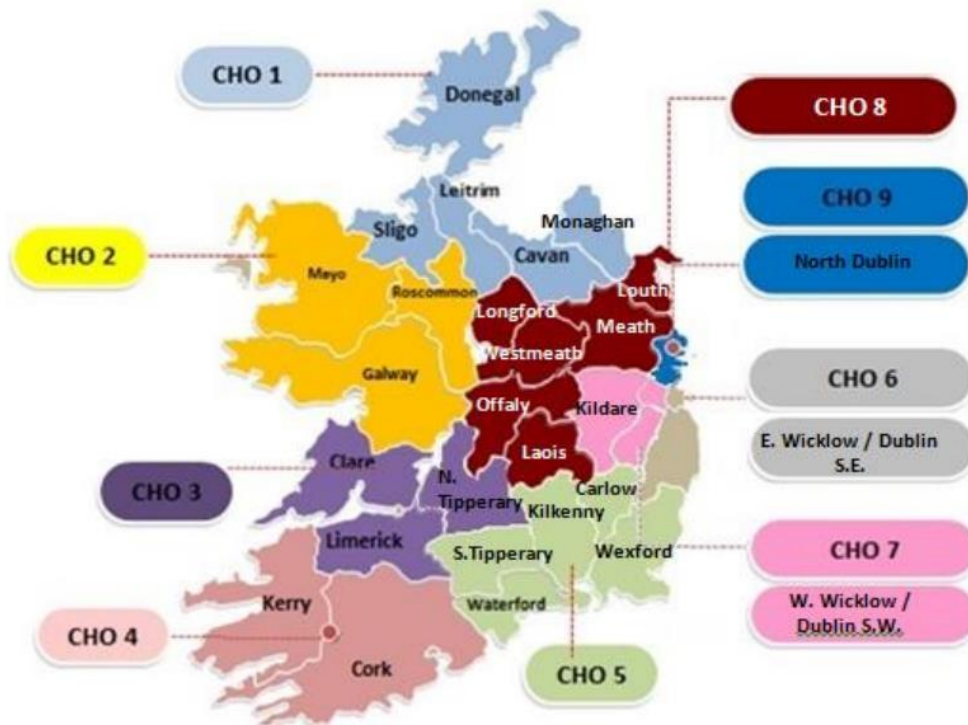 CHO 1
Donegal
CHO 8
Leitrim
CHO 9
Monaghan
Sligo
CHO 2
Cavan
North Dublin
Mayo
Roscommon
Louth
Longford
Meath
Westmeath
Galway
CHO 6
Offaly
Kildare
E. Wicklow / Dublin
S.E.
Laois
Clare
N.
Tipperary
Carlow
CHO 3
Kilkenny
Limerick
S.Tipperary
Wexford
CHO 7
Kerry
Waterford
W. Wicklow /
Dublin S.W.
CHO 4
Cork
CHO 5